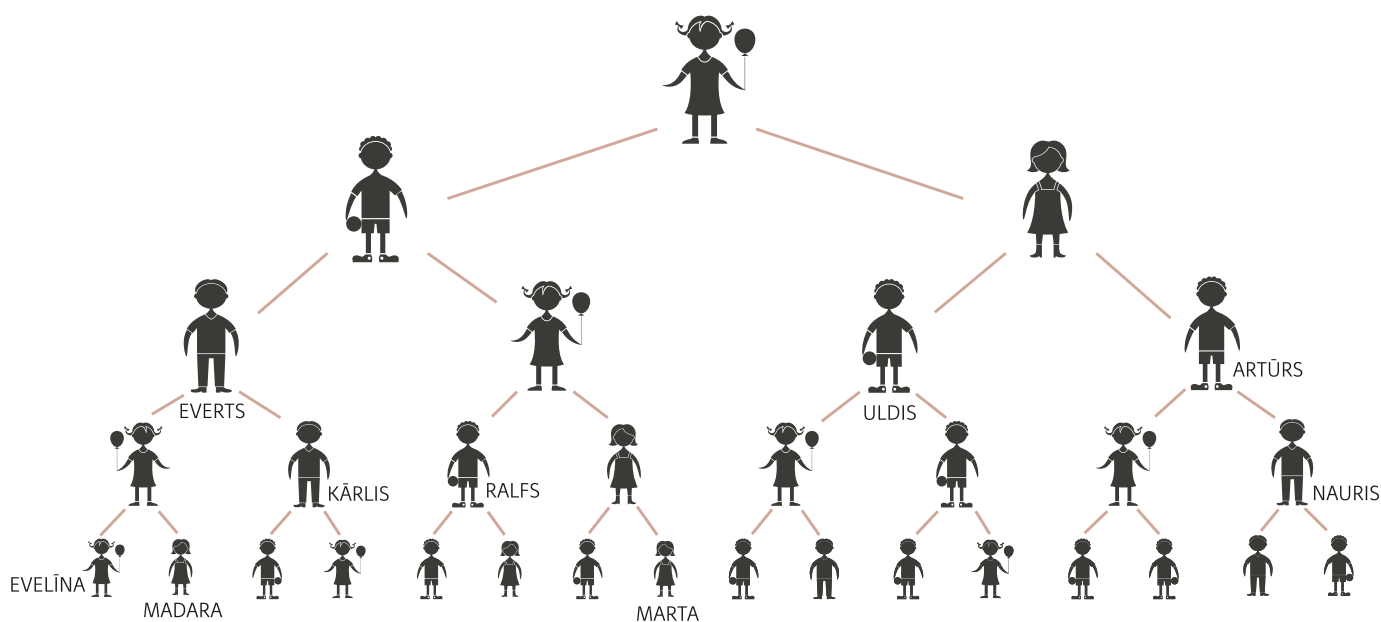 ARTŪRS
EVERTS
ULDIS
KĀRLIS
RALFS
NAURIS
EVELĪNA
MADARA
MARTA